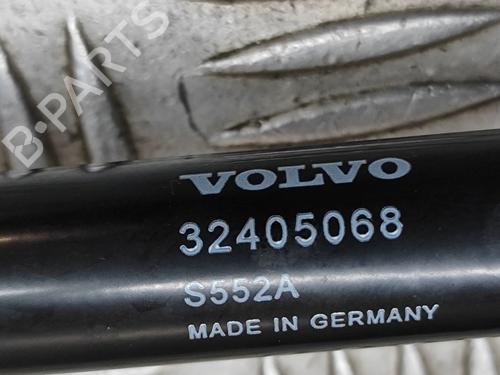 B-PARTS
VOLVO
32405068
S552A
MADE IN GERMANY